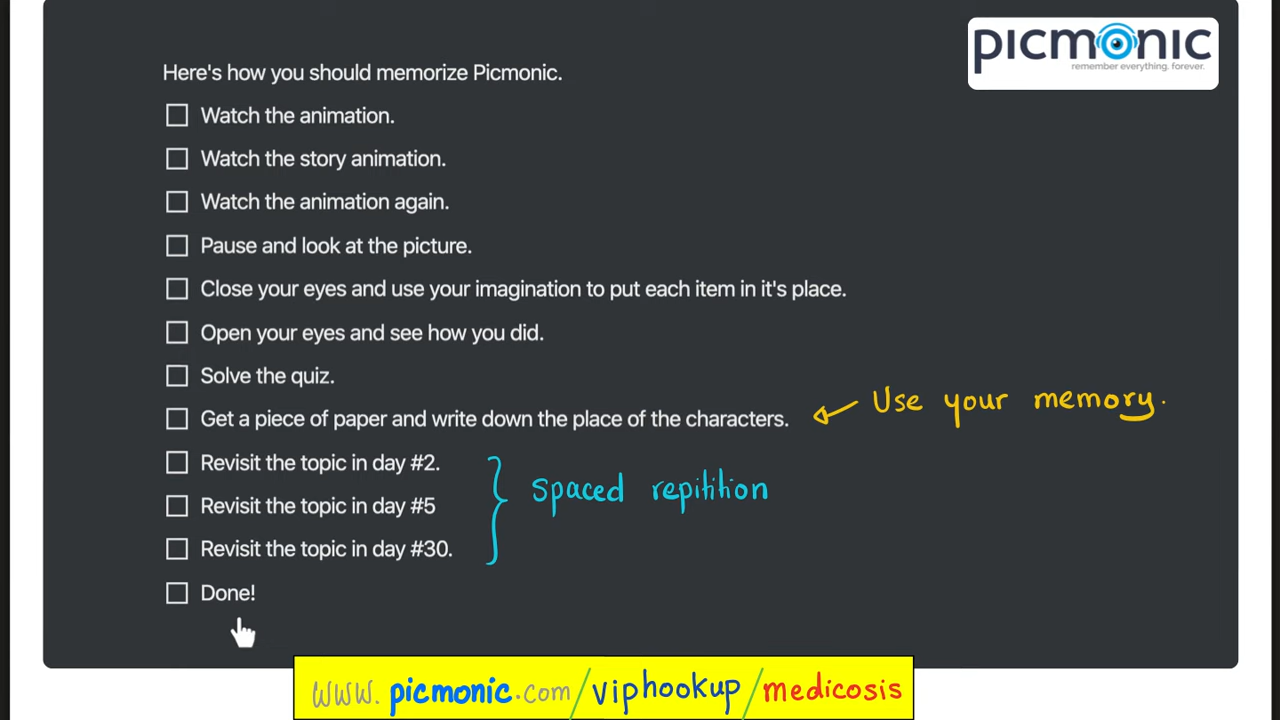 picmonic
remember everything. forever.
Here's how you should memorize Picmonic.
Watch the animation.
Watch the story animation.
Watch the animation again.
Pause and look at the picture.
Close your eyes and use your imagination to put each item in it's place.
Open your eyes and see how you did.
Solve the quiz.
Get a piece of paper and write down the place of the characters.
Use your memory.
Revisit the topic in day #2.
Revisit the topic in day #5
Revisit the topic in day #30.
spaced repitition
Done!
www.picmonic.com/viphookup/medicosis